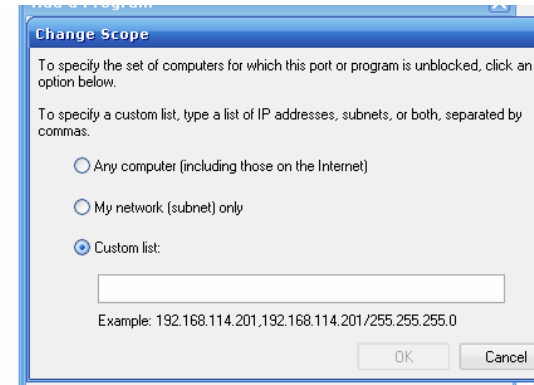 Add a Program
Change Scope
To specify the set of computers for which this port or program is unblocked, click an
option below.
To specify a custom list, type a list of IP addresses, subnets, or both, separated by
commas.
Any computer (including those on the Internet)
My network (subnet) only
Custom list:
Example: 192.168.114.201,192.168.114.201/255.255.255.0
OK
Cancel